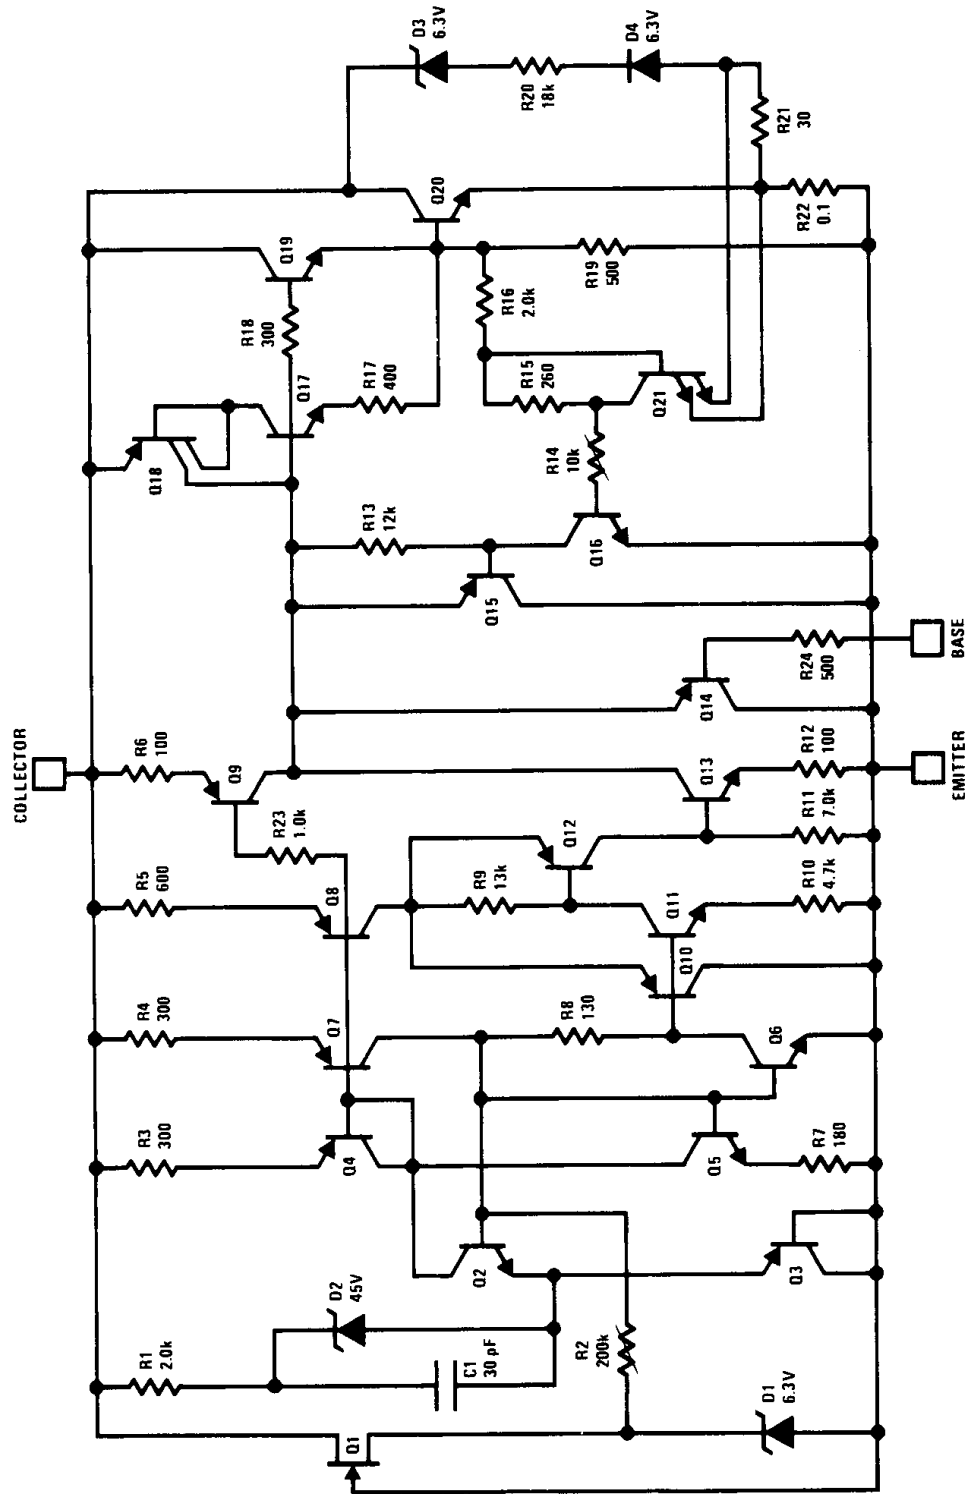 COLLECTOR
R1
2.0k
R3
300
R4
300
R5
600
R6
100
Q1
C1
30 pF
D2
45V
Q2
Q4
Q7
Q8
R23
1.0k
Q9
Q18
Q17
R18
300
Q19
R17
400
Q20
D3
6.3V
R20
18k
D4
6.3V
R2
200k
D1
6.3V
Q3
Q5
R7
180
R8
130
Q6
Q10
Q11
R9
13k
Q12
R10
4.7k
R11
7.0k
Q13
R12
100
Q14
R24
500
R13
12k
Q15
Q16
R14
10k
R15
260
R16
2.0k
Q21
R19
500
R22
0.1
R21
30
EMITTER
BASE